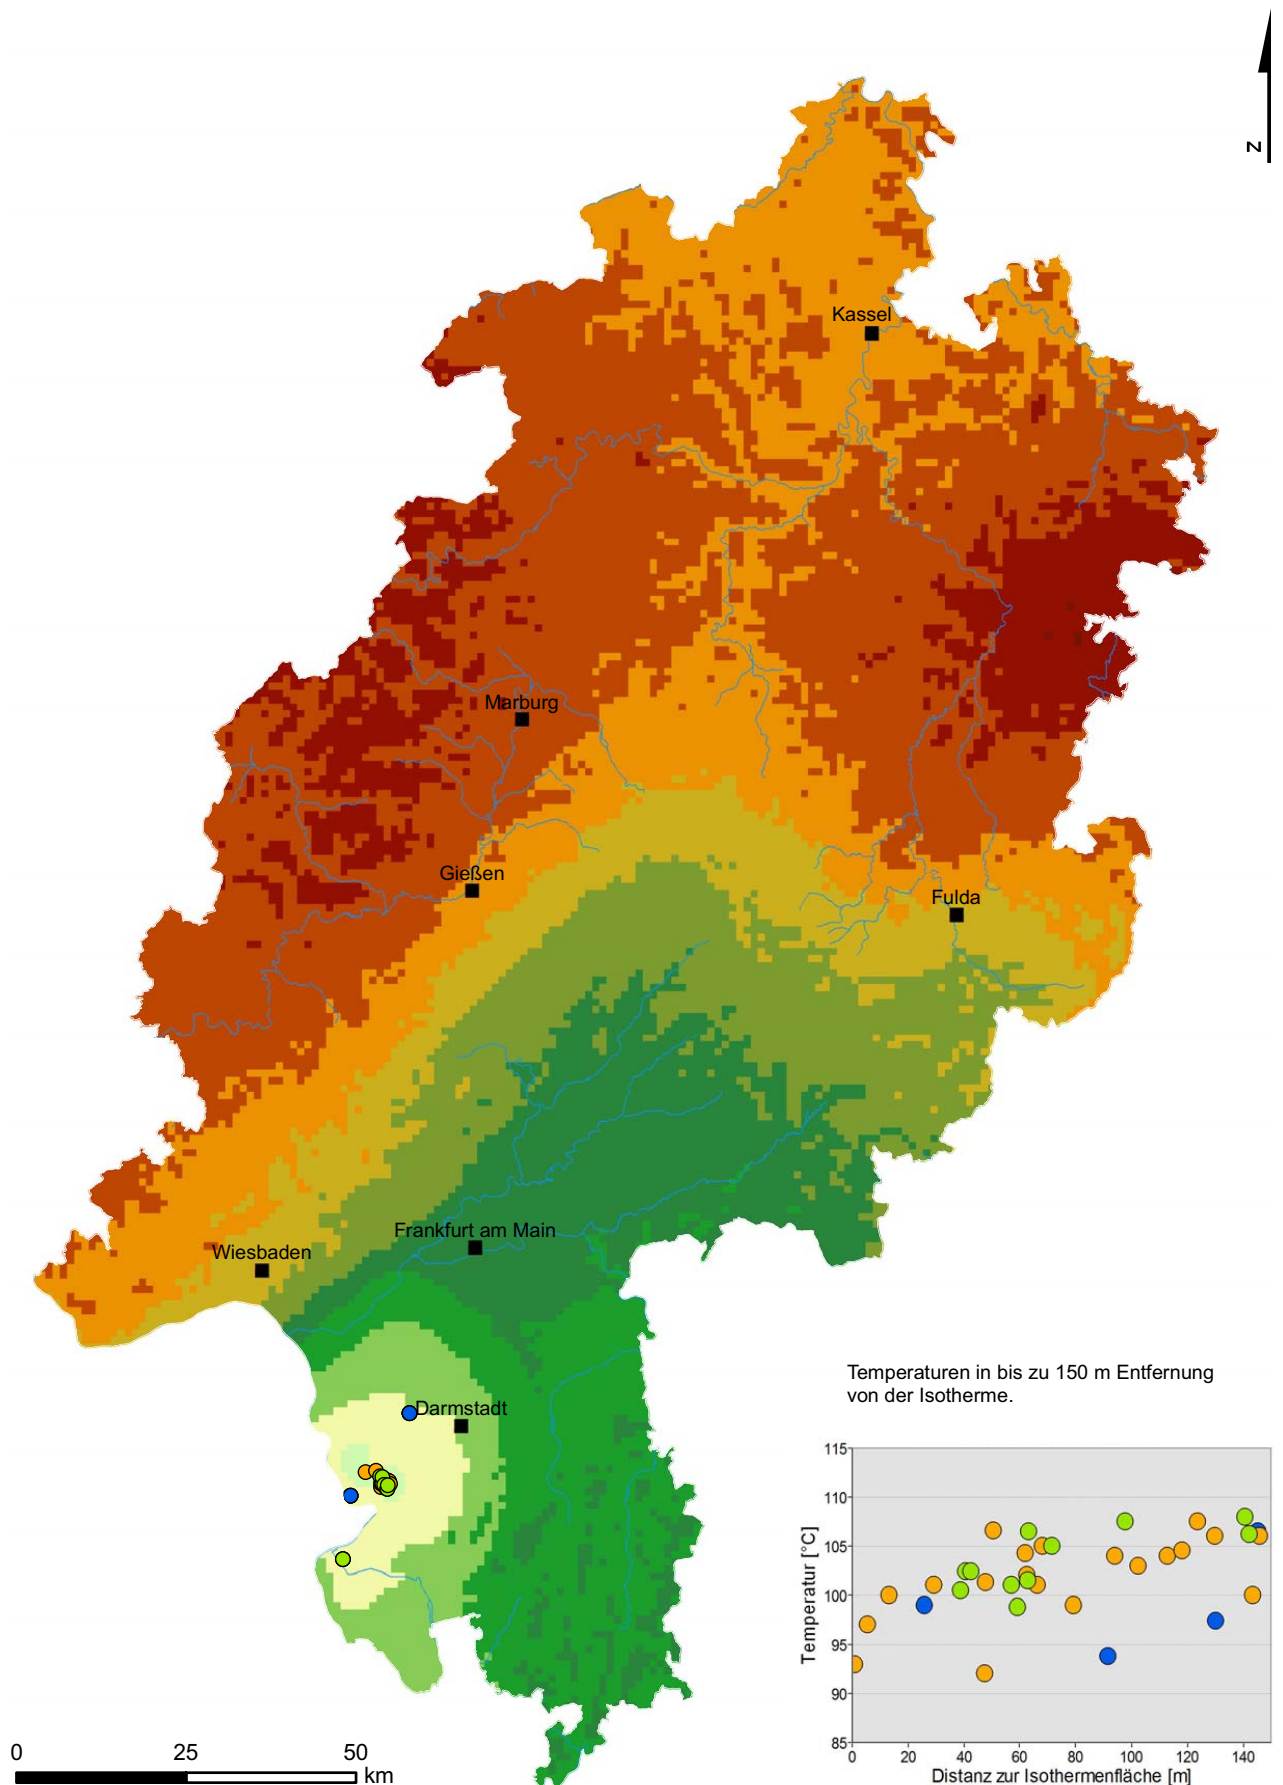 N
Kassel
Marburg
Gießen
Fulda
Frankfurt am Main
Wiesbaden
Darmstadt
Temperaturen in bis zu 150 m Entfernung
von der Isotherme.
115
110
105
100
95
90
85
Temperatur [°C]
0 20 40 60 80 100 120 140
Distanz zur Isothermenfläche [m]
0 25 50
km